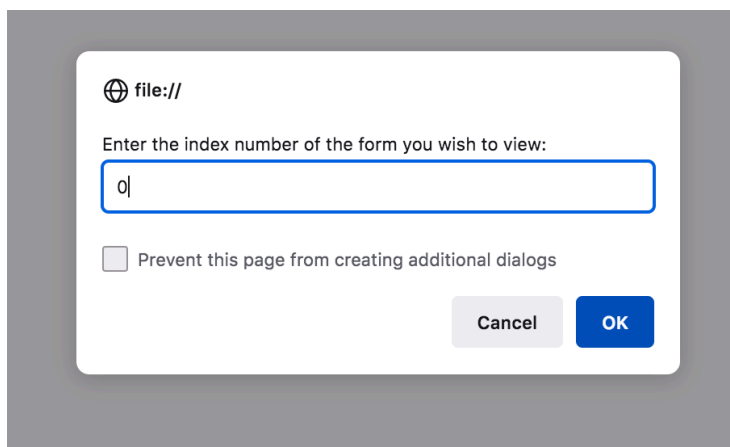 file://
Enter the index number of the form you wish to view:
0
Prevent this page from creating additional dialogs
Cancel OK